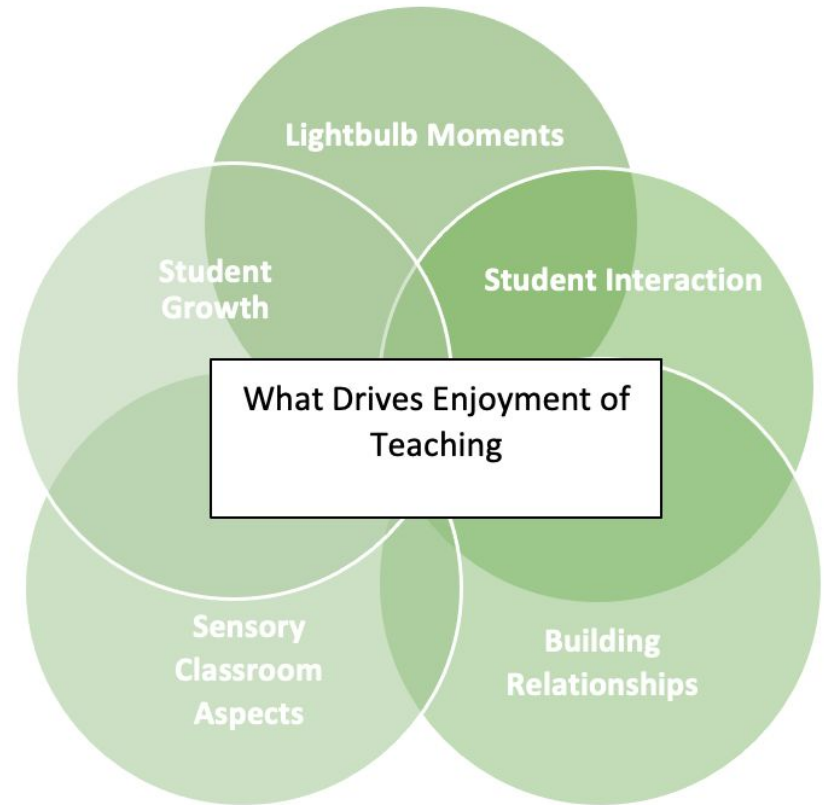 Lightbulb Moments
Student
Growth
Student Interaction
What Drives Enjoyment of
Teaching
Sensory
Classroom
Aspects
Building
Relationships